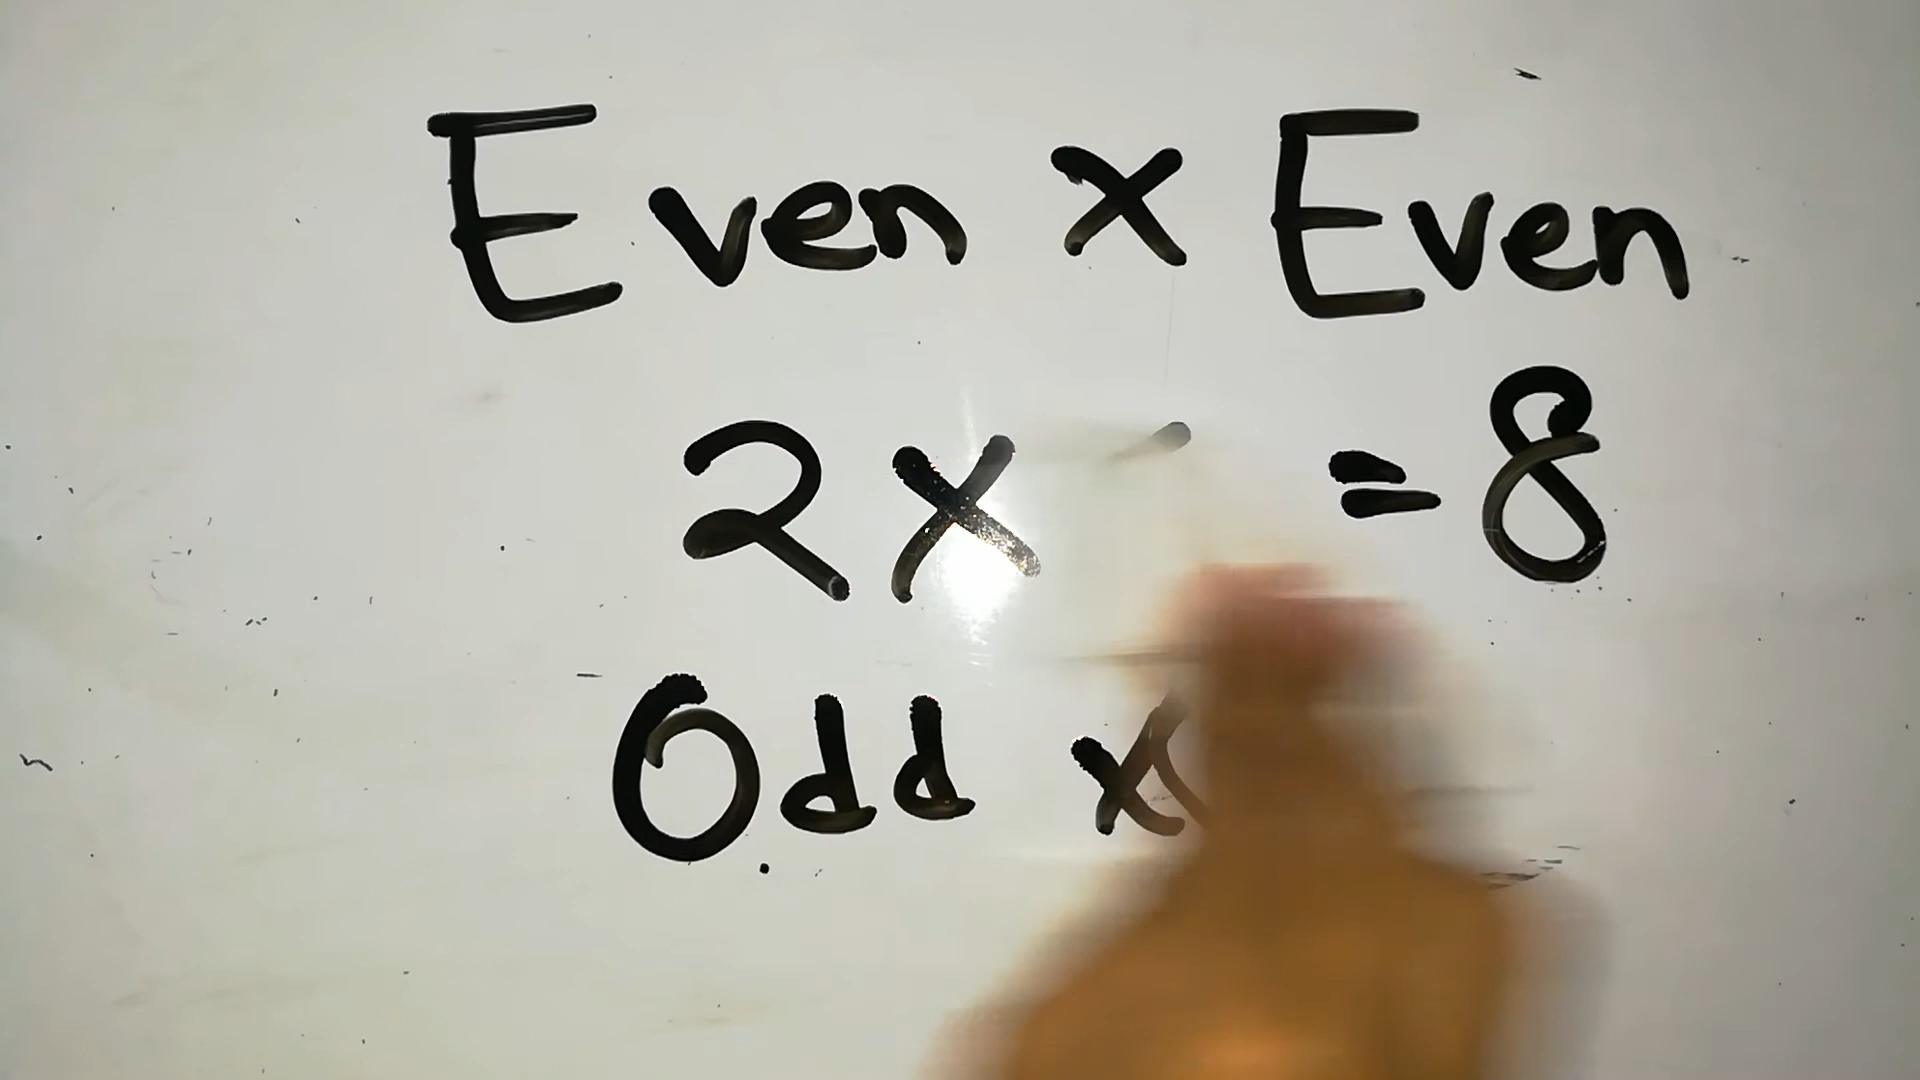 Even x Even
2 x = 8
Odd x